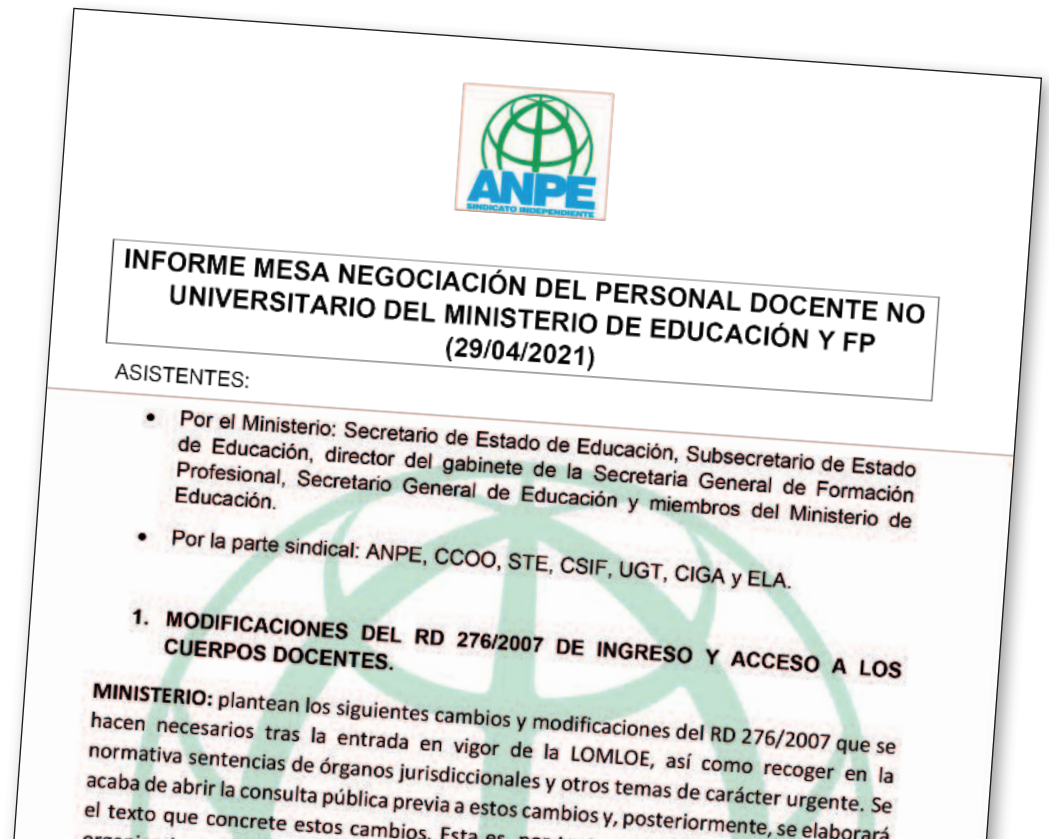 ANPE
SINDICATO INDEPENDIENTE
INFORME MESA NEGOCIACIÓN DEL PERSONAL DOCENTE NO
UNIVERSITARIO DEL MINISTERIO DE EDUCACIÓN Y FP
(29/04/2021)
ASISTENTES:
• Por el Ministerio: Secretario de Estado de Educación, Subsecretario de Estado
de Educación, director del gabinete de la Secretaria General de Formación
Profesional, Secretario General de Educación y miembros del Ministerio de
Educación.
• Por la parte sindical: ANPE, CCOO, STE, CSIF, UGT, CIGA y ELA.
1. MODIFICACIONES DEL RD 276/2007 DE INGRESO Y ACCESO A LOS
CUERPOS DOCENTES.
MINISTERIO: plantean los siguientes cambios y modificaciones del RD 276/2007 que se
hacen necesarios tras la entrada en vigor de la LOMLOE, así como recoger en la
normativa sentencias de órganos jurisdiccionales y otros temas de carácter urgente. Se
acaba de abrir la consulta pública previa a estos cambios y, posteriormente, se elaborará
el texto que concrete estos cambios. Esta es, por